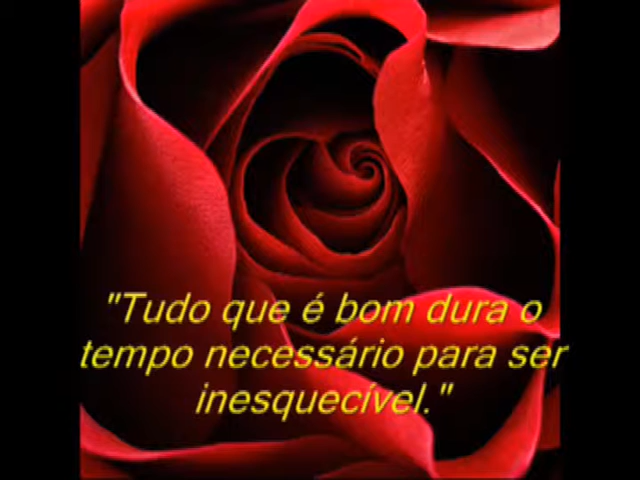 "Tudo que é bom dura o
tempo necessário para ser
inesquecível."